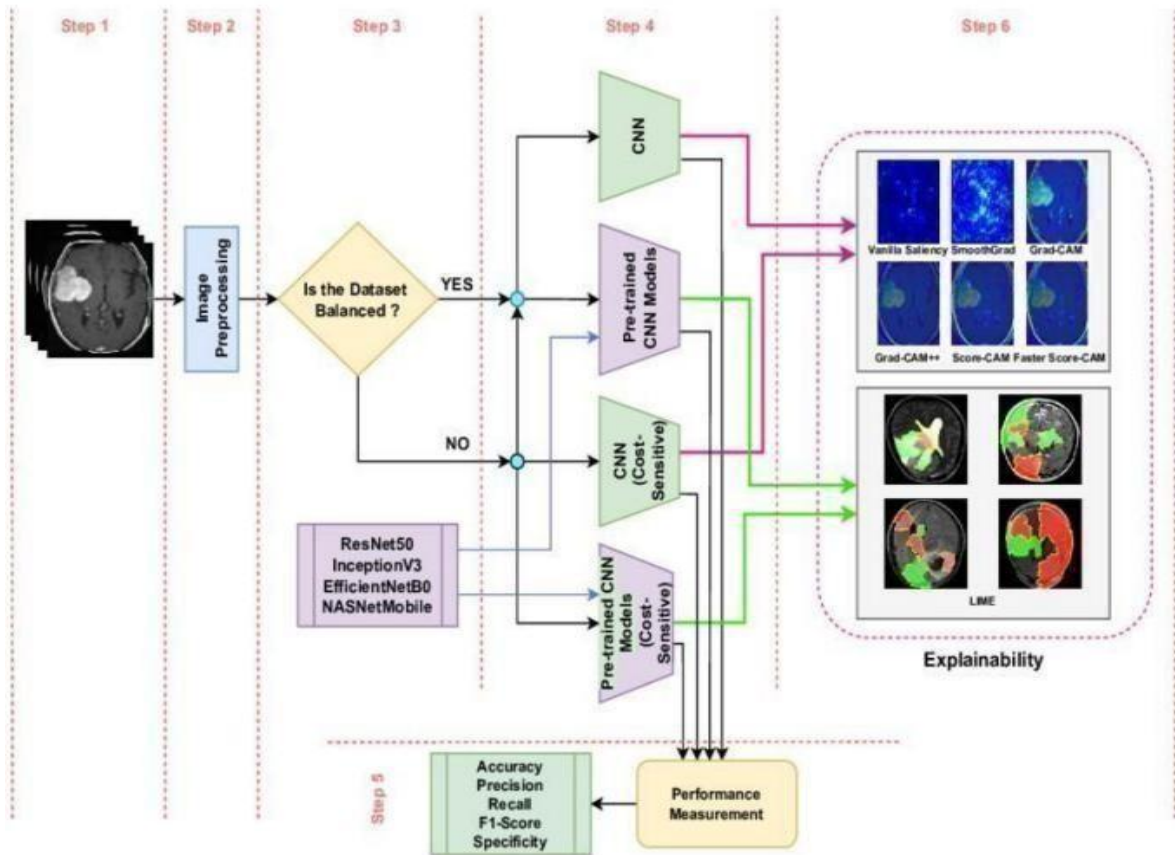 Step 1
Step 2
Step 3
Step 4
Step 6
Image
Preprocessing
Is the Dataset
Balanced ?
YES
NO
CNN
Pre-trained
CNN Models
CNN
(Cost-
Sensitive)
Pre-trained CNN
Models
(Cost-
Sensitive)
ResNet50
InceptionV3
EfficientNetB0
NASNetMobile
Vanilla Saliency
SmoothGrad
Grad-CAM
Grad-CAM++
Score-CAM
Faster Score-CAM
LIME
Explainability
Step 5
Accuracy
Precision
Recall
F1-Score
Specificity
Performance
Measurement